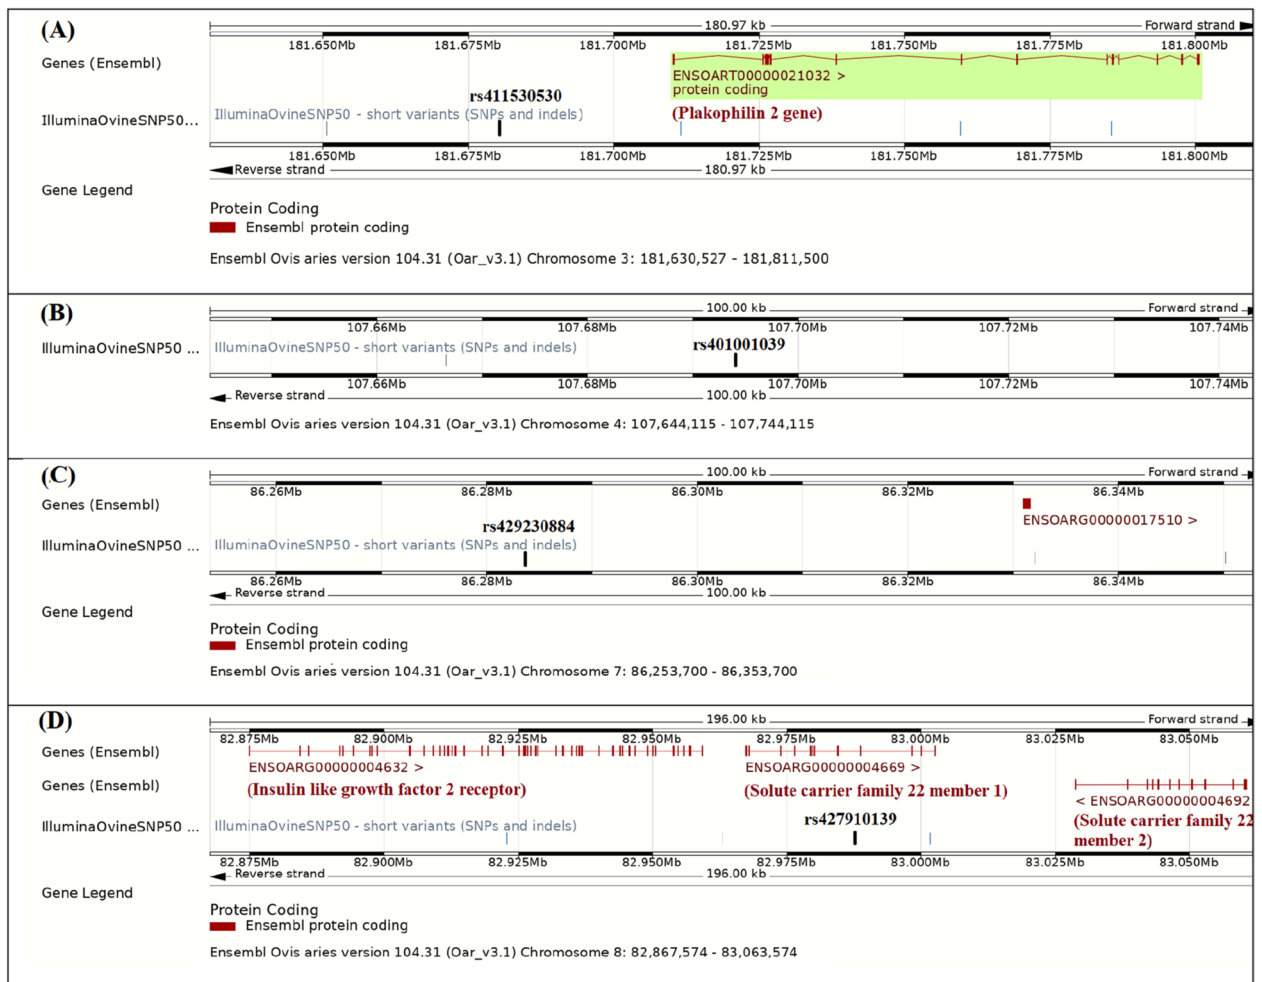 (A)
180.97 kb Forward strand
181.650Mb 181.675Mb 181.700Mb 181.725Mb 181.750Mb 181.775Mb 181.800Mb
Genes (Ensembl)
ENSOART00000021032 >
protein coding
rs411530530
IlluminaOvineSNP50... IlluminaOvineSNP50 - short variants (SNPs and indels) (Plakophilin 2 gene)
181.650Mb 181.675Mb 181.700Mb 181.725Mb 181.750Mb 181.775Mb 181.800Mb
Reverse strand 180.97 kb
Gene Legend
Protein Coding
Ensembl protein coding
Ensembl Ovis aries version 104.31 (Oar_v3.1) Chromosome 3: 181,630,527 - 181,811,500
(B)
100.00 kb Forward strand
107.66Mb 107.68Mb 107.70Mb 107.72Mb 107.74Mb
IlluminaOvineSNP50 ... IlluminaOvineSNP50 - short variants (SNPs and indels) rs401001039
107.66Mb 107.68Mb 107.70Mb 107.72Mb 107.74Mb
Reverse strand 100.00 kb
Ensembl Ovis aries version 104.31 (Oar_v3.1) Chromosome 4: 107,644,115 - 107,744,115
(C)
100.00 kb Forward strand
86.26Mb 86.28Mb 86.30Mb 86.32Mb 86.34Mb
Genes (Ensembl)
ENSOARG00000017510 >
rs429230884
IlluminaOvineSNP50 ... IlluminaOvineSNP50 - short variants (SNPs and indels)
86.26Mb 86.28Mb 86.30Mb 86.32Mb 86.34Mb
Reverse strand 100.00 kb
Gene Legend
Protein Coding
Ensembl protein coding
Ensembl Ovis aries version 104.31 (Oar_v3.1) Chromosome 7: 86,253,700 - 86,353,700
(D)
196.00 kb Forward strand
82.875Mb 82.900Mb 82.925Mb 82.950Mb 82.975Mb 83.000Mb 83.025Mb 83.050Mb
Genes (Ensembl)
ENSOARG00000004632 > ENSOARG00000004669 >
Genes (Ensembl) (Insulin like growth factor 2 receptor) (Solute carrier family 22 member 1)
< ENSOARG00000004692
rs427910139 (Solute carrier family 22
IlluminaOvineSNP50 ... IlluminaOvineSNP50 - short variants (SNPs and indels)
member 2)
82.875Mb 82.900Mb 82.925Mb 82.950Mb 82.975Mb 83.000Mb 83.025Mb 83.050Mb
Reverse strand 196.00 kb
Gene Legend
Protein Coding
Ensembl protein coding
Ensembl Ovis aries version 104.31 (Oar_v3.1) Chromosome 8: 82,867,574 - 83,063,574